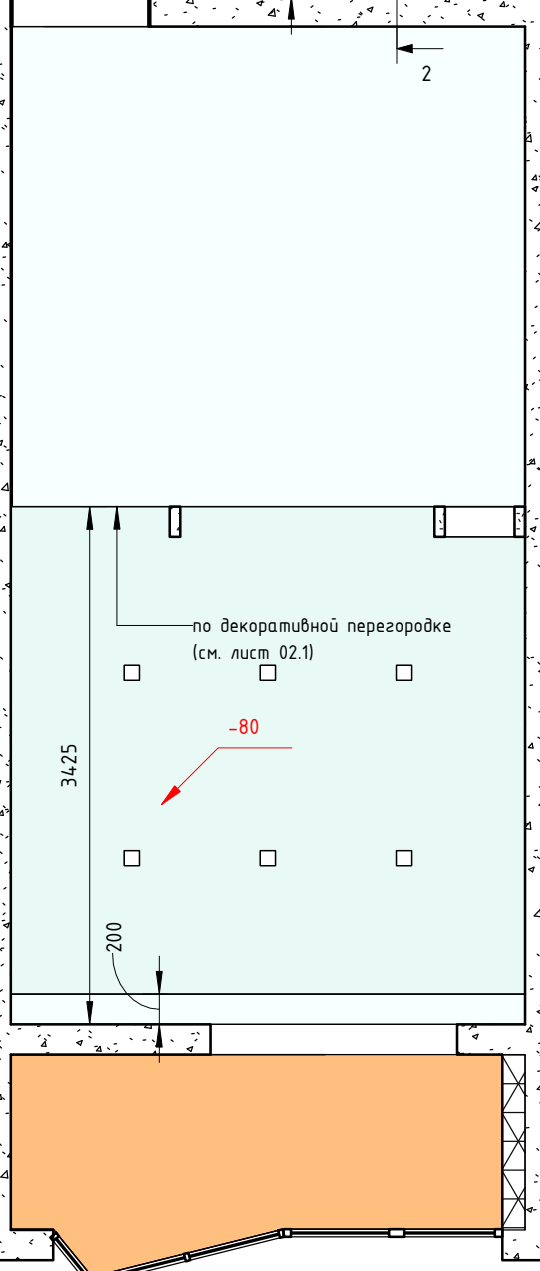 2
по декоративной перегородке
(см. лист 02.1)
-80
3425
200